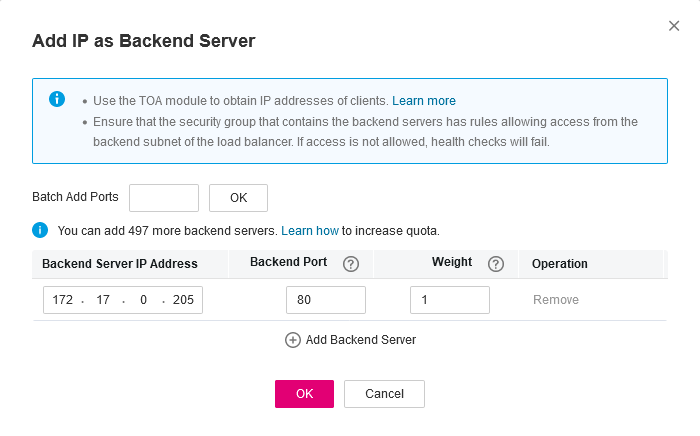 Add IP as Backend Server
Use the TOA module to obtain IP addresses of clients. Learn more
Ensure that the security group that contains the backend servers has rules allowing access from the
backend subnet of the load balancer. If access is not allowed, health checks will fail.
Batch Add Ports OK
You can add 497 more backend servers. Learn how to increase quota.
Backend Server IP Address Backend Port ? Weight ? Operation
172 . 17 . 0 . 205 80 1 Remove
Add Backend Server
OK Cancel